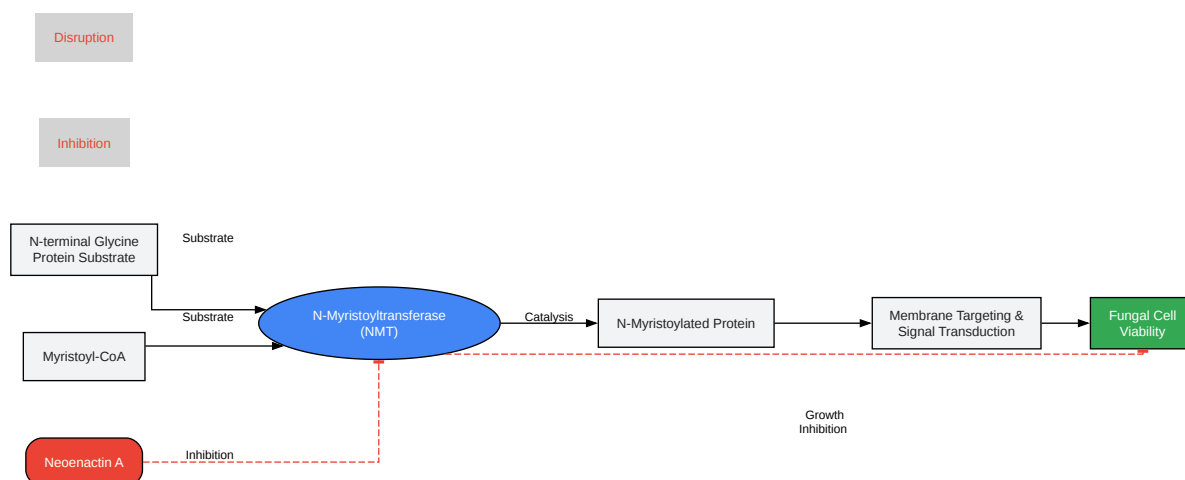 Disruption
Inhibition
N-terminal Glycine
Protein Substrate
Substrate
Substrate
Myristoyl-CoA
N-Myristoyltransferase
(NMT)
Catalysis
N-Myristoylated Protein
Membrane Targeting &
Signal Transduction
Fungal Cell
Viability
Growth
Inhibition
Neoenactin A
Inhibition